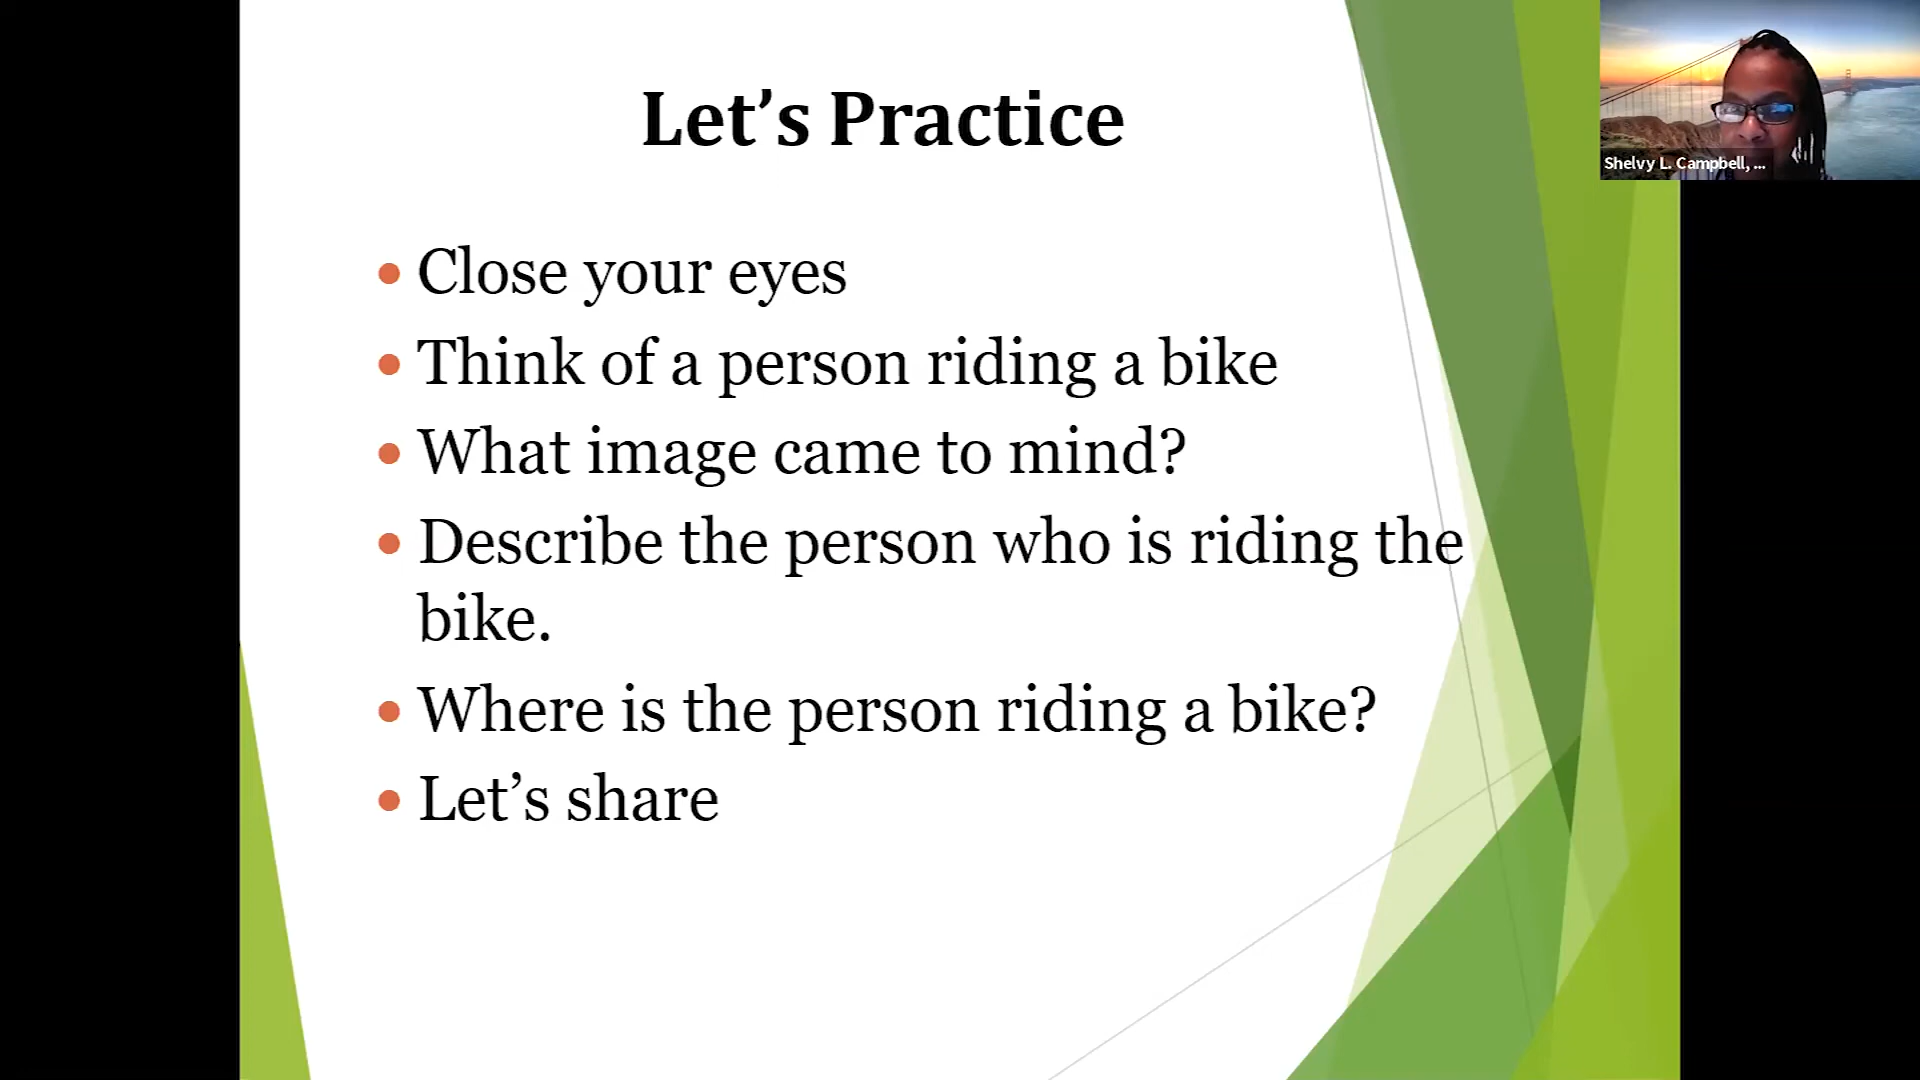 Let’s Practice
Shelvy L. Campbell, ...
• Close your eyes
• Think of a person riding a bike
• What image came to mind?
• Describe the person who is riding the
bike.
• Where is the person riding a bike?
• Let’s share